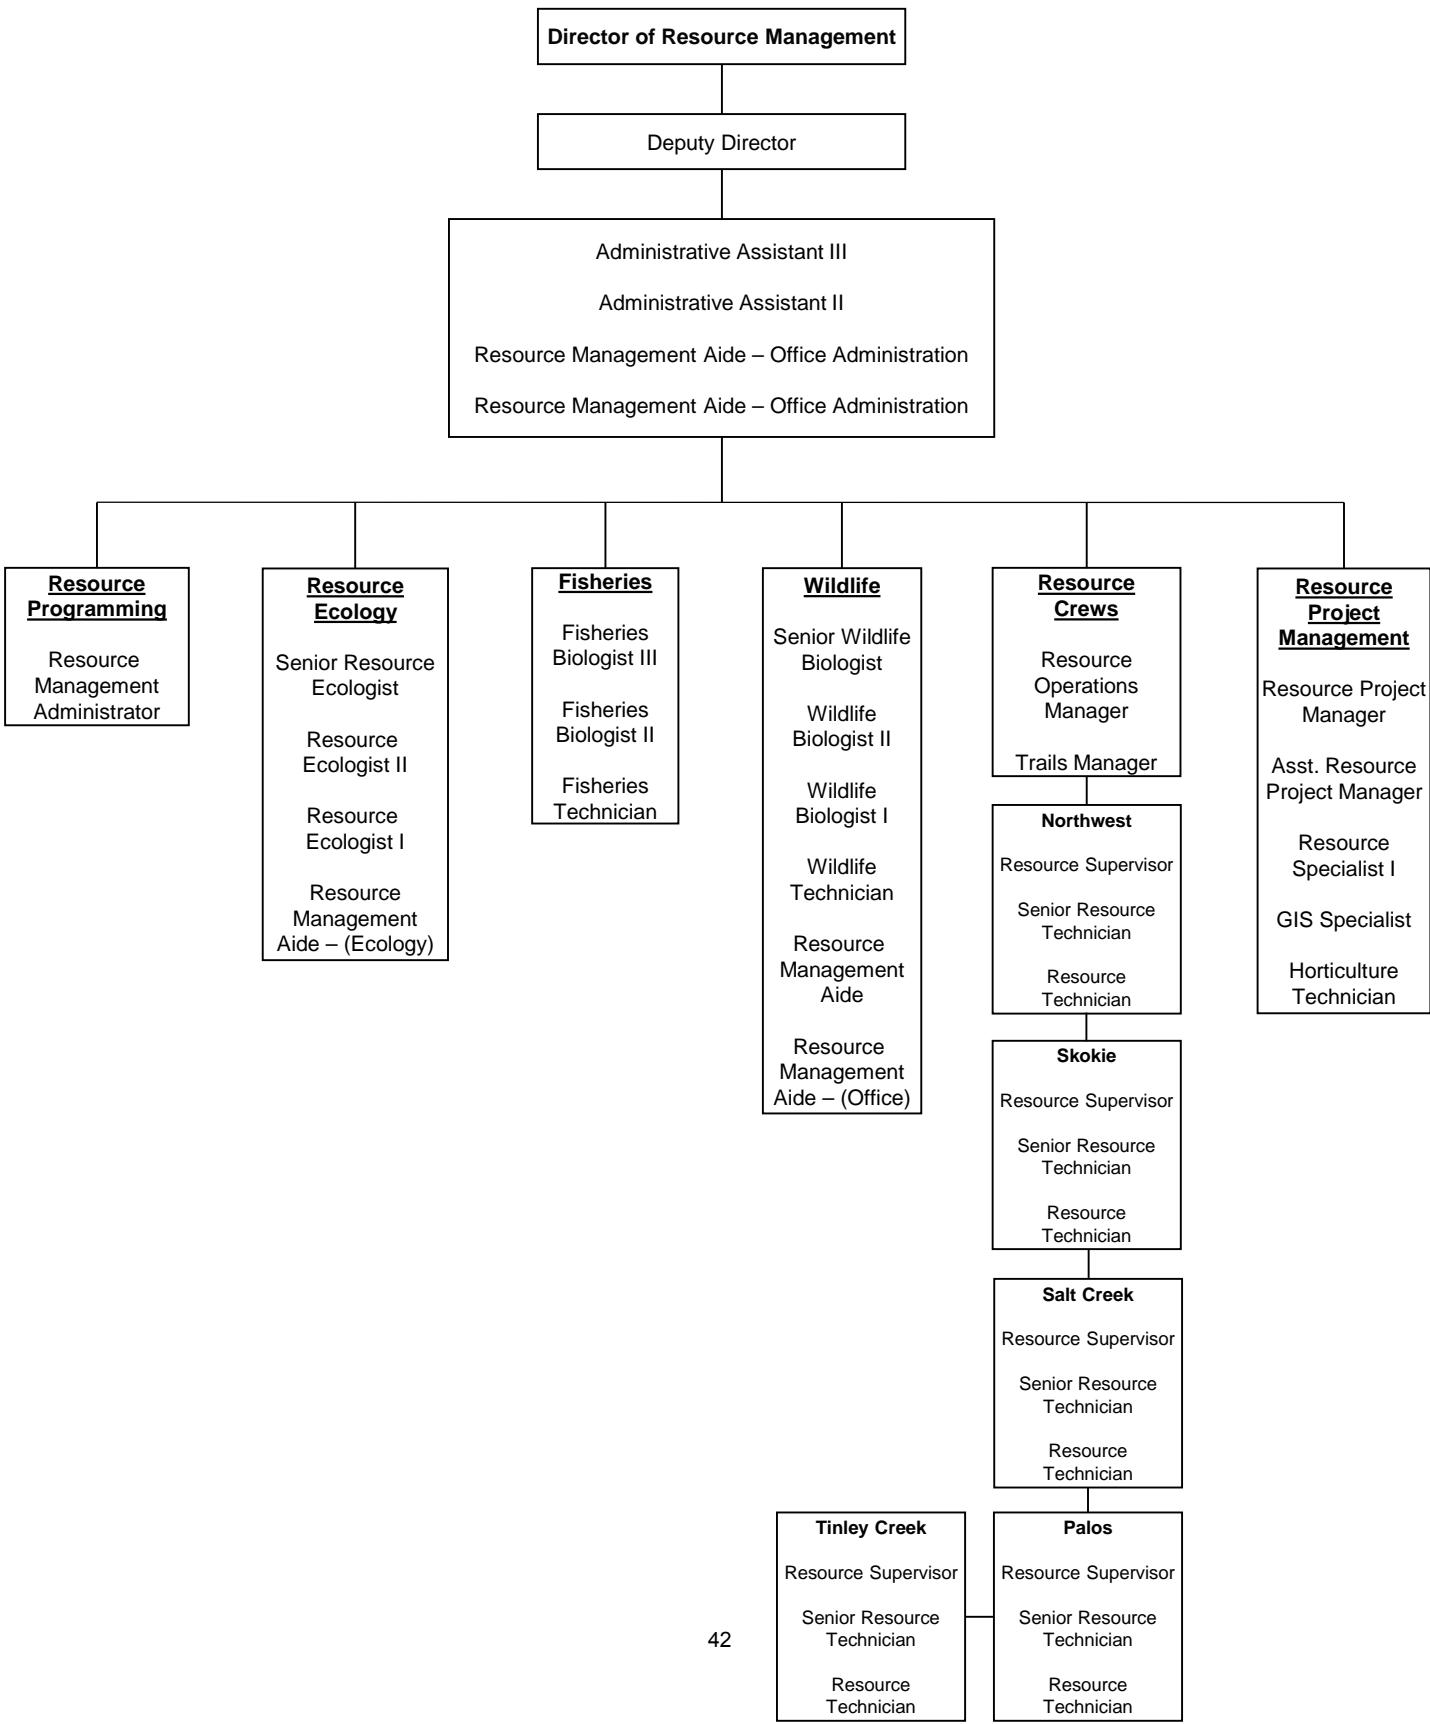 Director of Resource Management
Deputy Director
Administrative Assistant III
Administrative Assistant II
Resource Management Aide – Office Administration
Resource Management Aide – Office Administration
Resource
Programming
Resource
Management
Administrator
Resource
Ecology
Senior Resource
Ecologist
Resource
Ecologist II
Resource
Ecologist I
Resource
Management
Aide – (Ecology)
Fisheries
Fisheries
Biologist III
Fisheries
Biologist II
Fisheries
Technician
Wildlife
Senior Wildlife
Biologist
Wildlife
Biologist II
Wildlife
Biologist I
Wildlife
Technician
Resource
Management
Aide
Resource
Management
Aide – (Office)
Resource
Crews
Resource
Operations
Manager
Trails Manager
Northwest
Resource Supervisor
Senior Resource
Technician
Resource
Technician
Skokie
Resource Supervisor
Senior Resource
Technician
Resource
Technician
Salt Creek
Resource Supervisor
Senior Resource
Technician
Resource
Technician
Palos
Resource Supervisor
Senior Resource
Technician
Resource
Technician
Tinley Creek
Resource Supervisor
Senior Resource
Technician
Resource
Technician
Resource
Project
Management
Resource Project
Manager
Asst. Resource
Project Manager
Resource
Specialist I
GIS Specialist
Horticulture
Technician
42